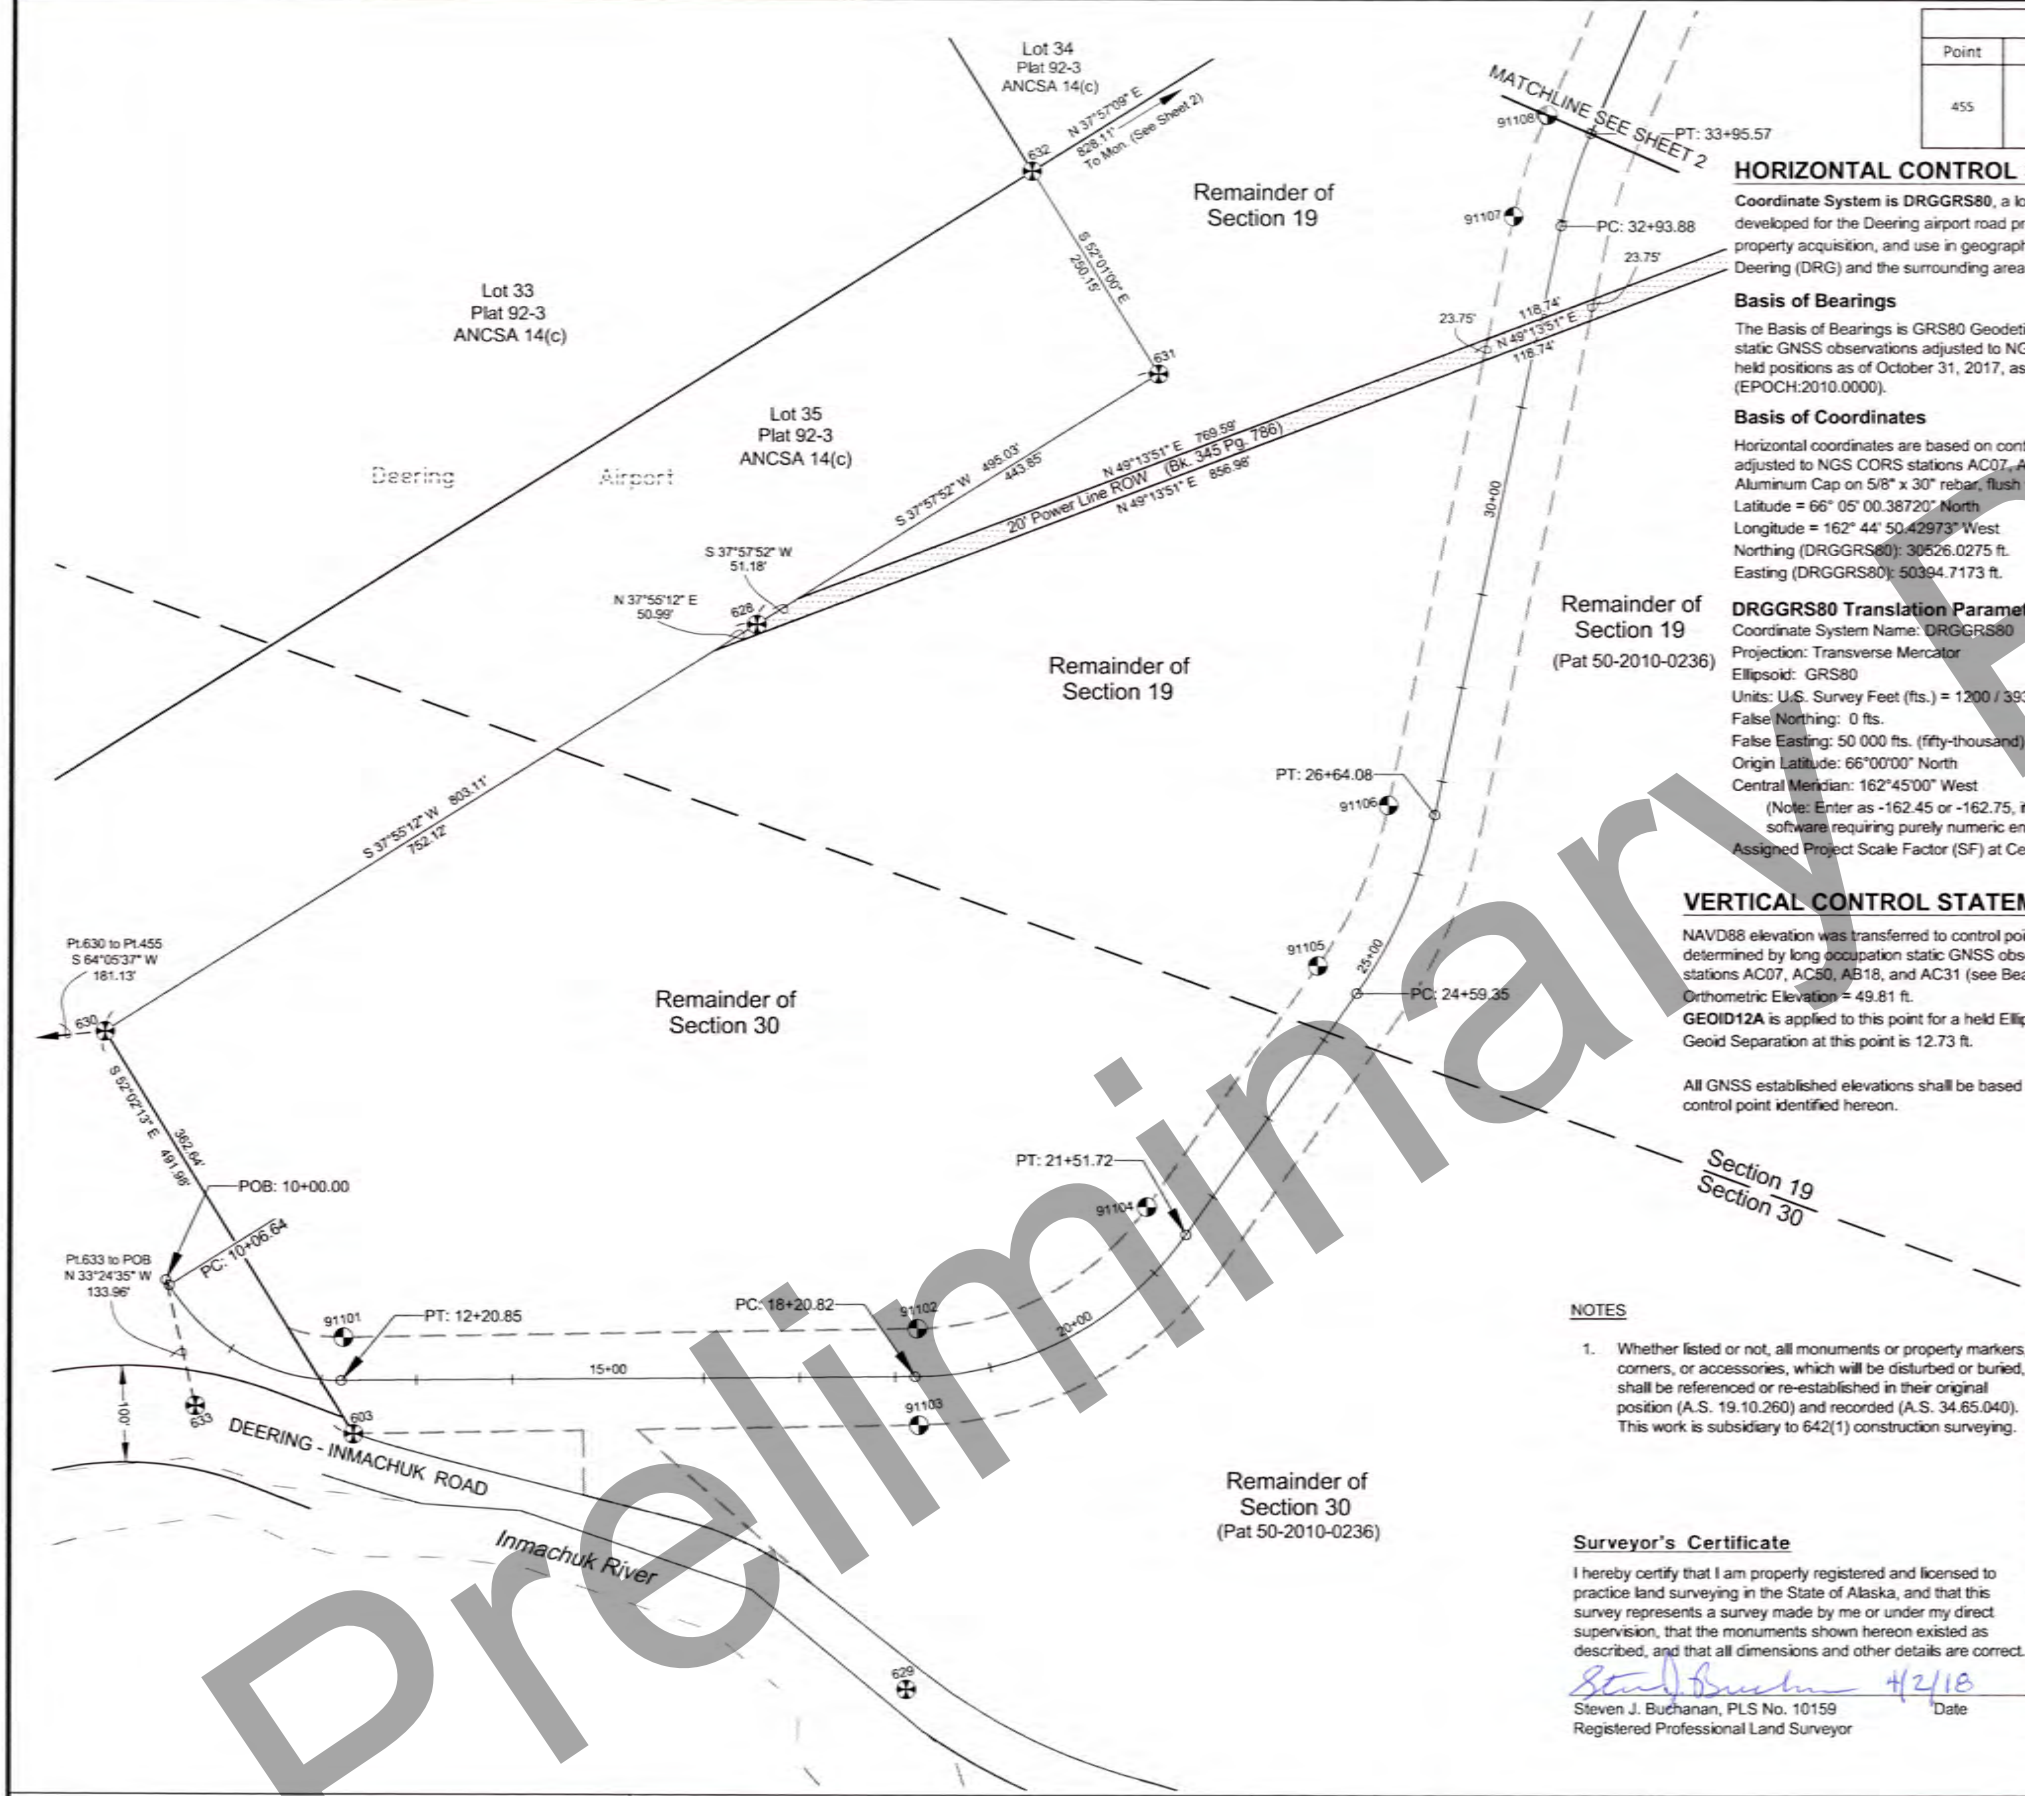 Lot 34
Plat 92-3
ANCSA 14(c)
N 37°57'09" E
828.11'
To Mon. (See Sheet 2)
632
Remainder of
Section 19
S 52°01'00" E
250.15'
631
Lot 33
Plat 92-3
ANCSA 14(c)
Lot 35
Plat 92-3
ANCSA 14(c)
Deering Airport
S 37°57'52" W 495.03'
443.85'
N 49°13'51" E 769.59'
20' Power Line ROW (Bk. 345 Pg. 786)
N 49°13'51" E 856.98'
S 37°57'52" W
51.18'
N 37°55'12" E
50.99'
628
MATCHLINE SEE SHEET 2
91108
PT: 33+95.57
91107
PC: 32+93.88
23.75'
23.75'
118.74'
N 49°13'51" E
118.74'
30+00
Remainder of
Section 19
(Pat 50-2010-0236)
Remainder of
Section 19
PT: 26+64.08
91106
S 37°55'12" W 803.11'
752.12'
91105
25+00
PC: 24+59.35
Pt.630 to Pt.455
S 64°05'37" W
181.13'
630
Remainder of
Section 30
S 52°02'13" E
362.64'
491.98'
POB: 10+00.00
PC: 10+06.64
Pt.633 to POB
N 33°24'35" W
133.96'
PT: 21+51.72
91104
91101
PT: 12+20.85
PC: 18+20.82
91102
20+00
15+00
91103
100'
633
603
DEERING - INMACHUK ROAD
Inmachuk River
629
Remainder of
Section 30
(Pat 50-2010-0236)
Section 19
Section 30
Point
455
HORIZONTAL CONTROL
Coordinate System is DRGGRS80, a
developed for the Deering airport road
property acquisition, and use in
Deering (DRG) and the surrounding area
Basis of Bearings
The Basis of Bearings is GRS80
static GNSS observations adjusted to
held positions as of October 31, 2017, as
(EPOCH:2010.0000).
Basis of Coordinates
Horizontal coordinates are based on
adjusted to NGS CORS stations AC07,
Aluminum Cap on 5/8" x 30" rebar, flush
Latitude = 66° 05' 00.38720" North
Longitude = 162° 44' 50.42973" West
Northing (DRGGRS80): 30526.0275 ft.
Easting (DRGGRS80): 50394.7173 ft.
DRGGRS80 Translation
Coordinate System Name: DRGGRS80
Projection: Transverse Mercator
Ellipsoid: GRS80
Units: U.S. Survey Feet (fts.) = 1200 /
False Northing: 0 fts.
False Easting: 50 000 fts. (fifty-thousand)
Origin Latitude: 66°00'00" North
Central Meridian: 162°45'00" West
(Note: Enter as -162.45 or -162.75,
software requiring purely numeric
Assigned Project Scale Factor (SF) at
VERTICAL CONTROL
NAVD88 elevation was transferred to control
determined by long occupation static GNSS
stations AC07, AC50, AB18, and AC31 (see
Orthometric Elevation = 49.81 ft.
GEOID12A is applied to this point for a held
Geoid Separation at this point is 12.73 ft.
All GNSS established elevations shall be based
control point identified hereon.
NOTES
1. Whether listed or not, all monuments or property markers,
corners, or accessories, which will be disturbed or buried,
shall be referenced or re-established in their original
position (A.S. 19.10.260) and recorded (A.S. 34.65.040).
This work is subsidiary to 642(1) construction surveying.
Surveyor's Certificate
I hereby certify that I am properly registered and licensed to
practice land surveying in the State of Alaska, and that this
survey represents a survey made by me or under my direct
supervision, that the monuments shown hereon existed as
described, and that all dimensions and other details are correct.
4/2/18
Steven J. Buchanan, PLS No. 10159 Date
Registered Professional Land Surveyor
Preliminary